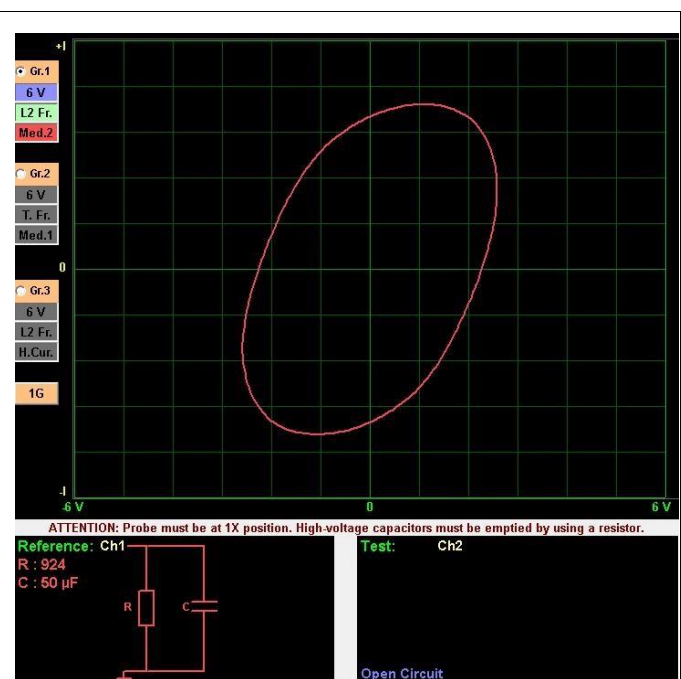 +I
Gr.1
6 V
L2 Fr.
Med.2
Gr.2
6 V
T. Fr.
Med.1
0
Gr.3
6 V
L2 Fr.
H.Cur.
1G
-I
-6 V 0 6 V
ATTENTION: Probe must be at 1X position. High-voltage capacitors must be emptied by using a resistor.
Reference: Ch1
R : 924
C : 50 µF
R C
Test: Ch2
Open Circuit